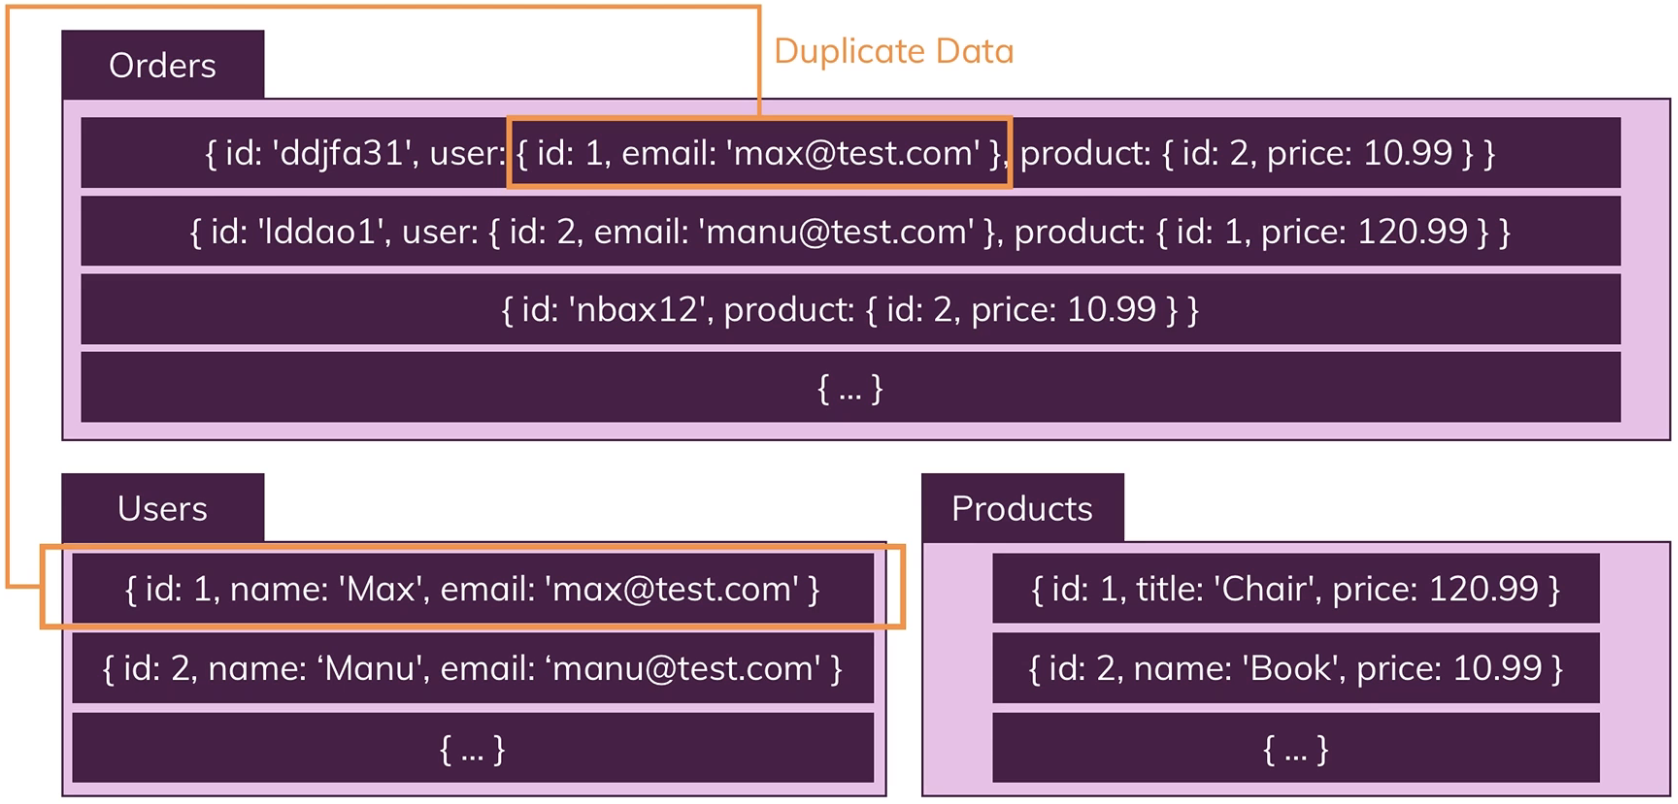 Duplicate Data
Orders
{ id: 'ddjfa31', user: { id: 1, email: 'max@test.com' }, product: { id: 2, price: 10.99 } }
{ id: 'lddao1', user: { id: 2, email: 'manu@test.com' }, product: { id: 1, price: 120.99 } }
{ id: 'nbax12', product: { id: 2, price: 10.99 } }
{ ... }
Users
{ id: 1, name: 'Max', email: 'max@test.com' }
{ id: 2, name: ‘Manu', email: ‘manu@test.com' }
{ ... }
Products
{ id: 1, title: 'Chair', price: 120.99 }
{ id: 2, name: 'Book', price: 10.99 }
{ ... }